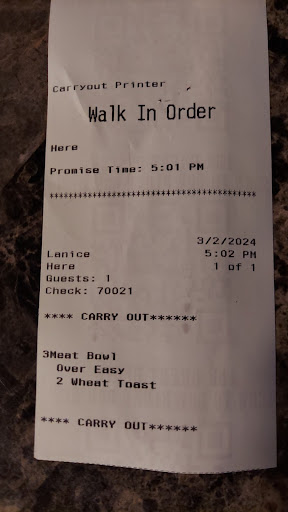 Carryout Printer
Walk In Order
Here
Promise Time: 5:01 PM
****************************************
3/2/2024
Lanice 5:02 PM
Here 1 of 1
Guests: 1
Check: 70021
**** CARRY OUT******
3Meat Bowl
Over Easy
2 Wheat Toast
**** CARRY OUT******